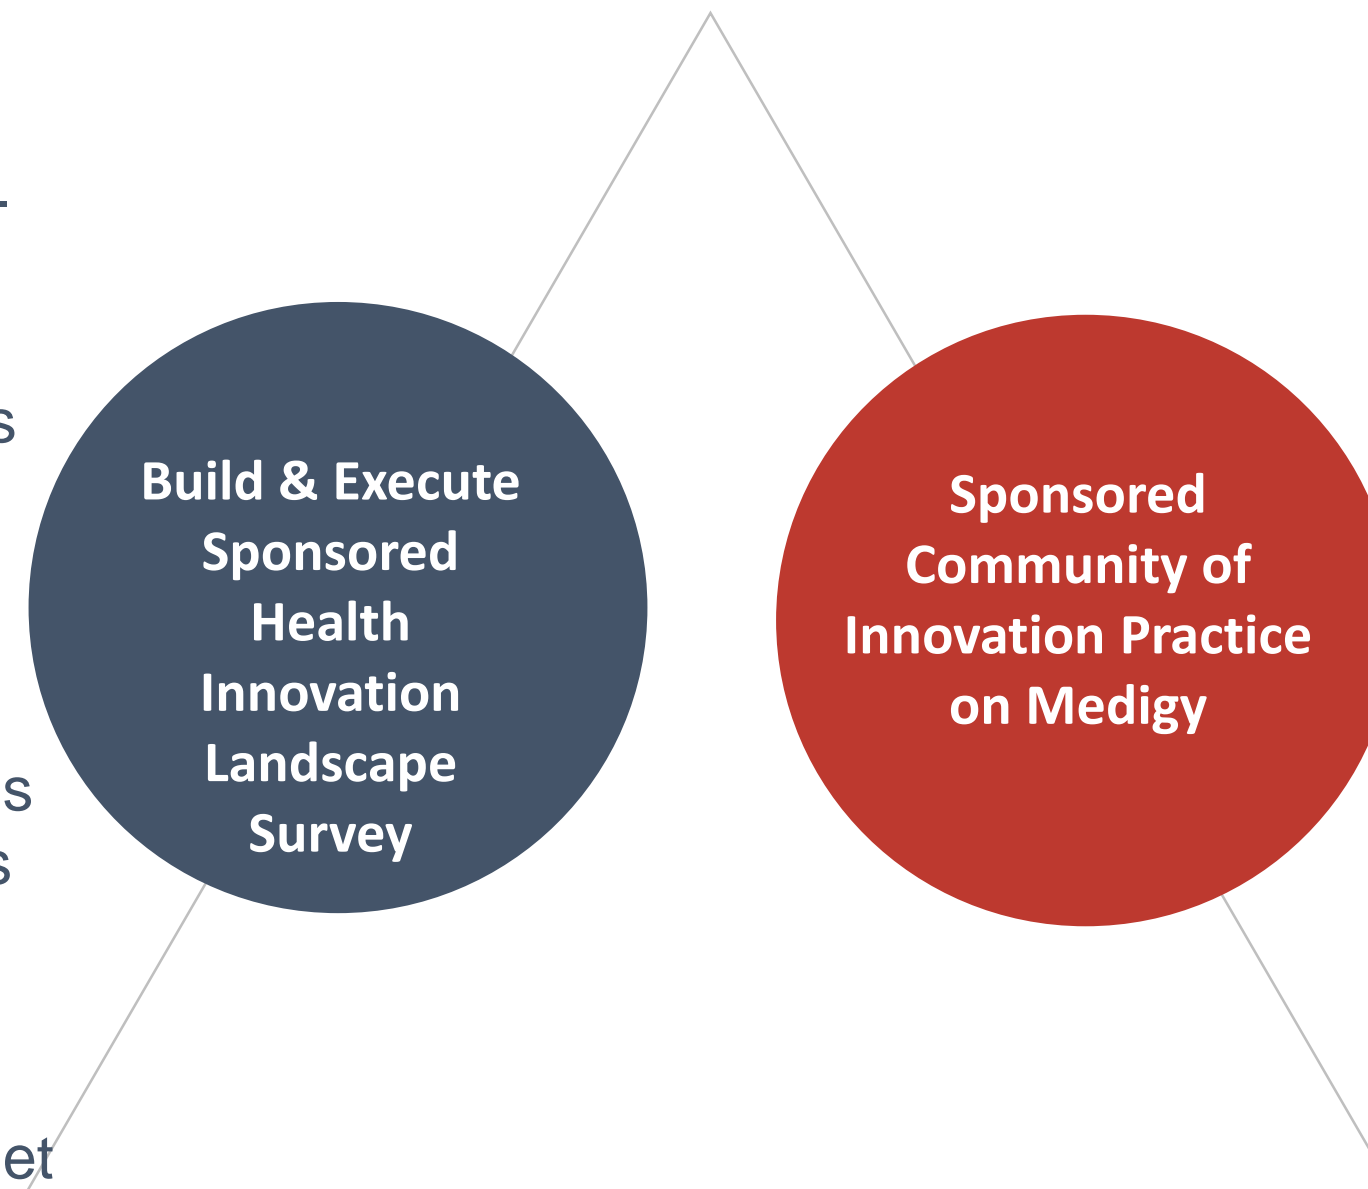 Build & Execute
Sponsored
Health
Innovation
Landscape
Survey
Sponsored
Community of
Innovation Practice
on Medigy